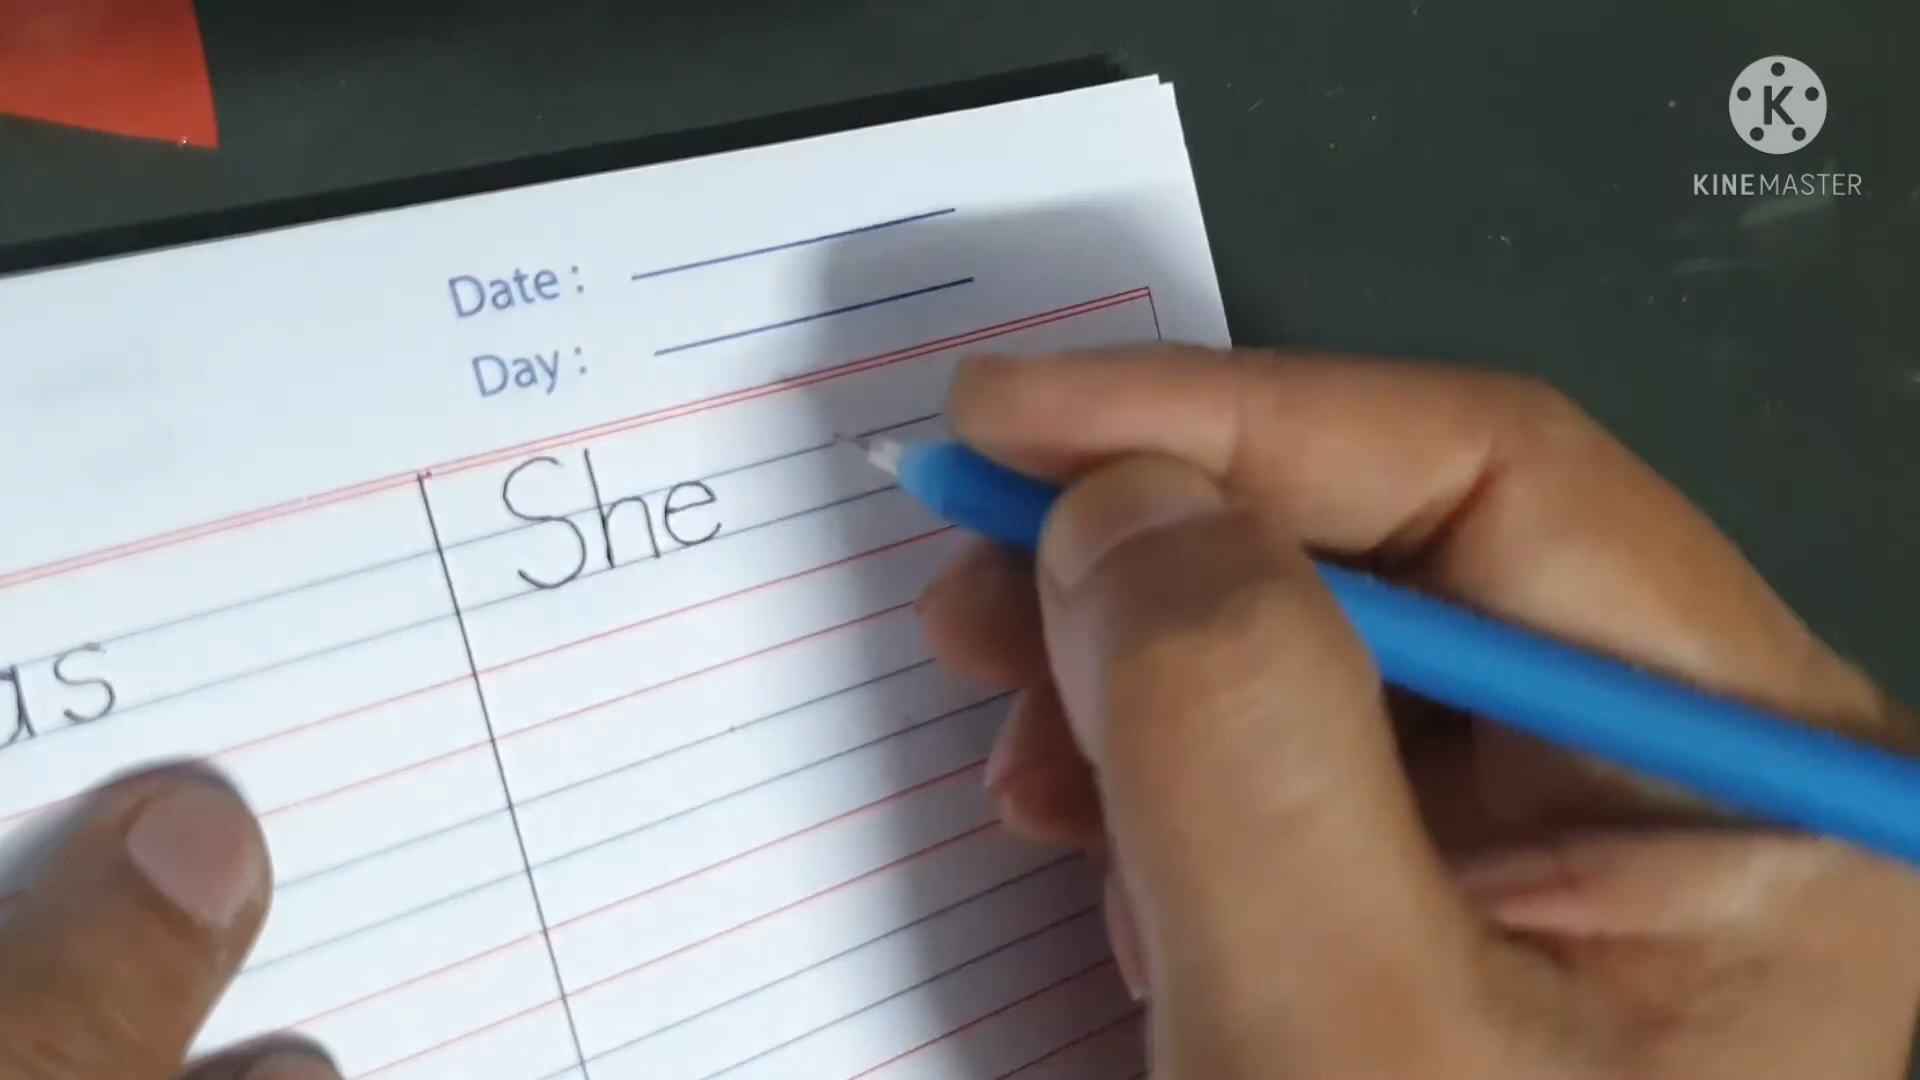 KINEMASTER
Date :
Day :
She
as